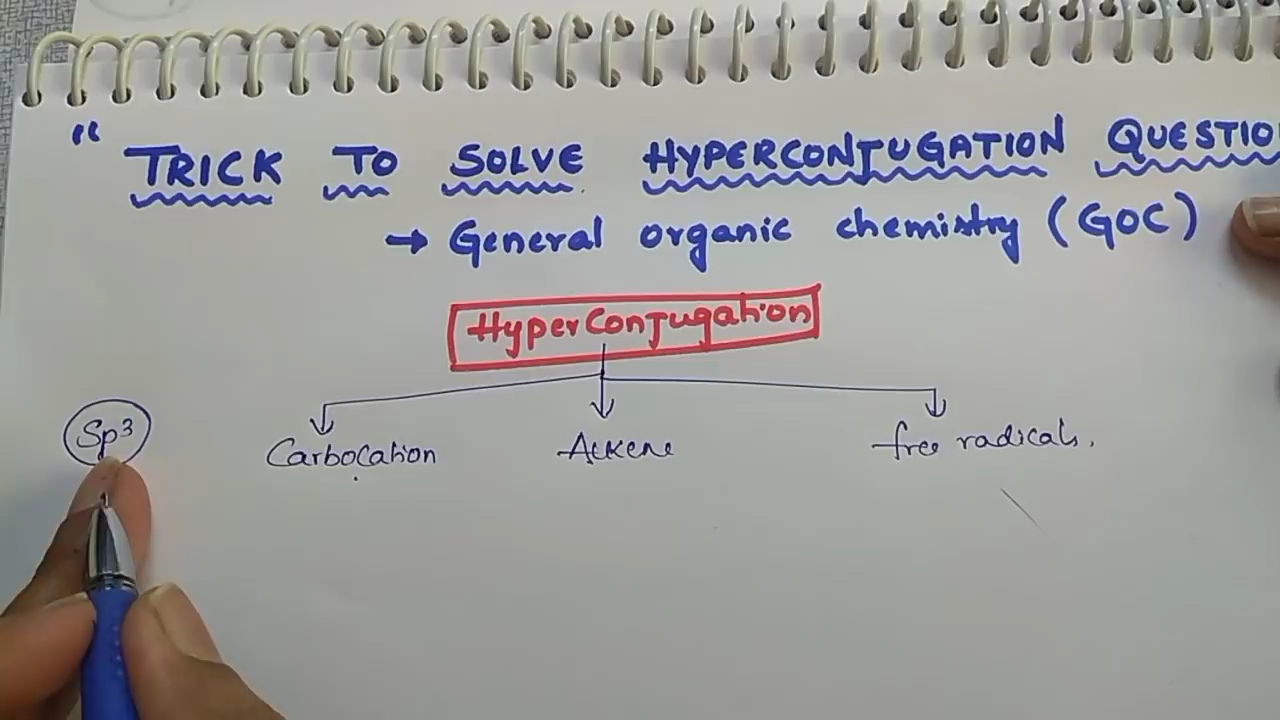 " TRICK TO SOLVE HYPERCONJUGATION QUESTIO
→ General organic chemistry (GOC)
HyperConjugation
Sp³ Carbocation Alkene free radicals.